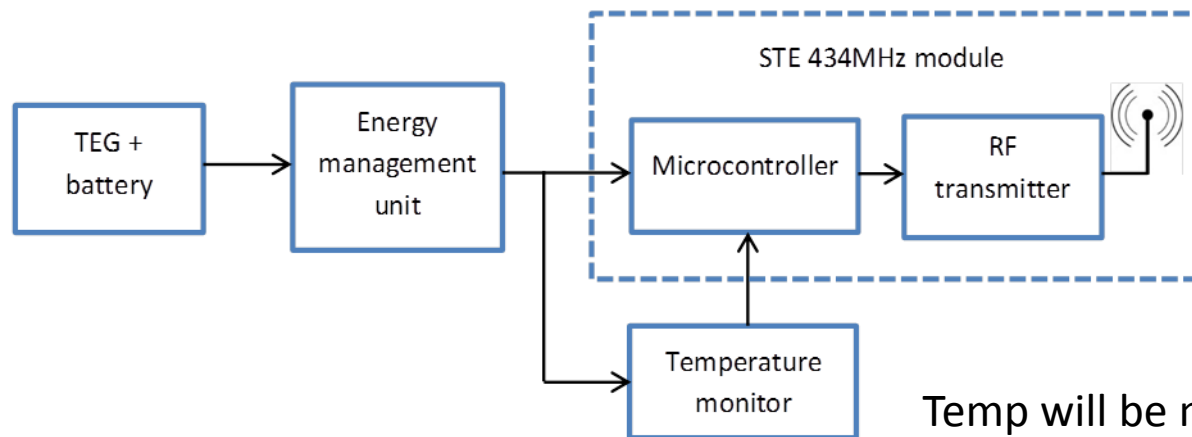 STE 434MHz module
TEG +
battery
Energy
management
unit
Microcontroller
RF
transmitter
Temperature
monitor
Temp will be